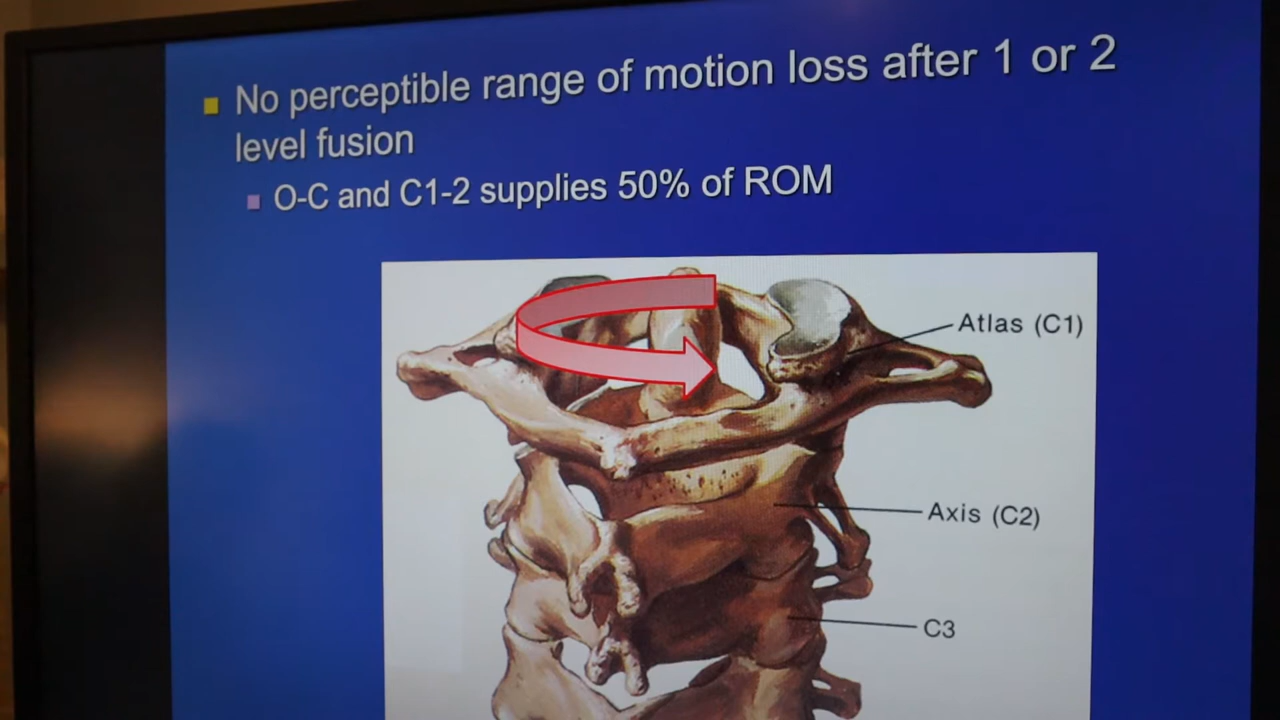 No perceptible range of motion loss after 1 or 2
level fusion
O-C and C1-2 supplies 50% of ROM
Atlas (C1)
Axis (C2)
C3